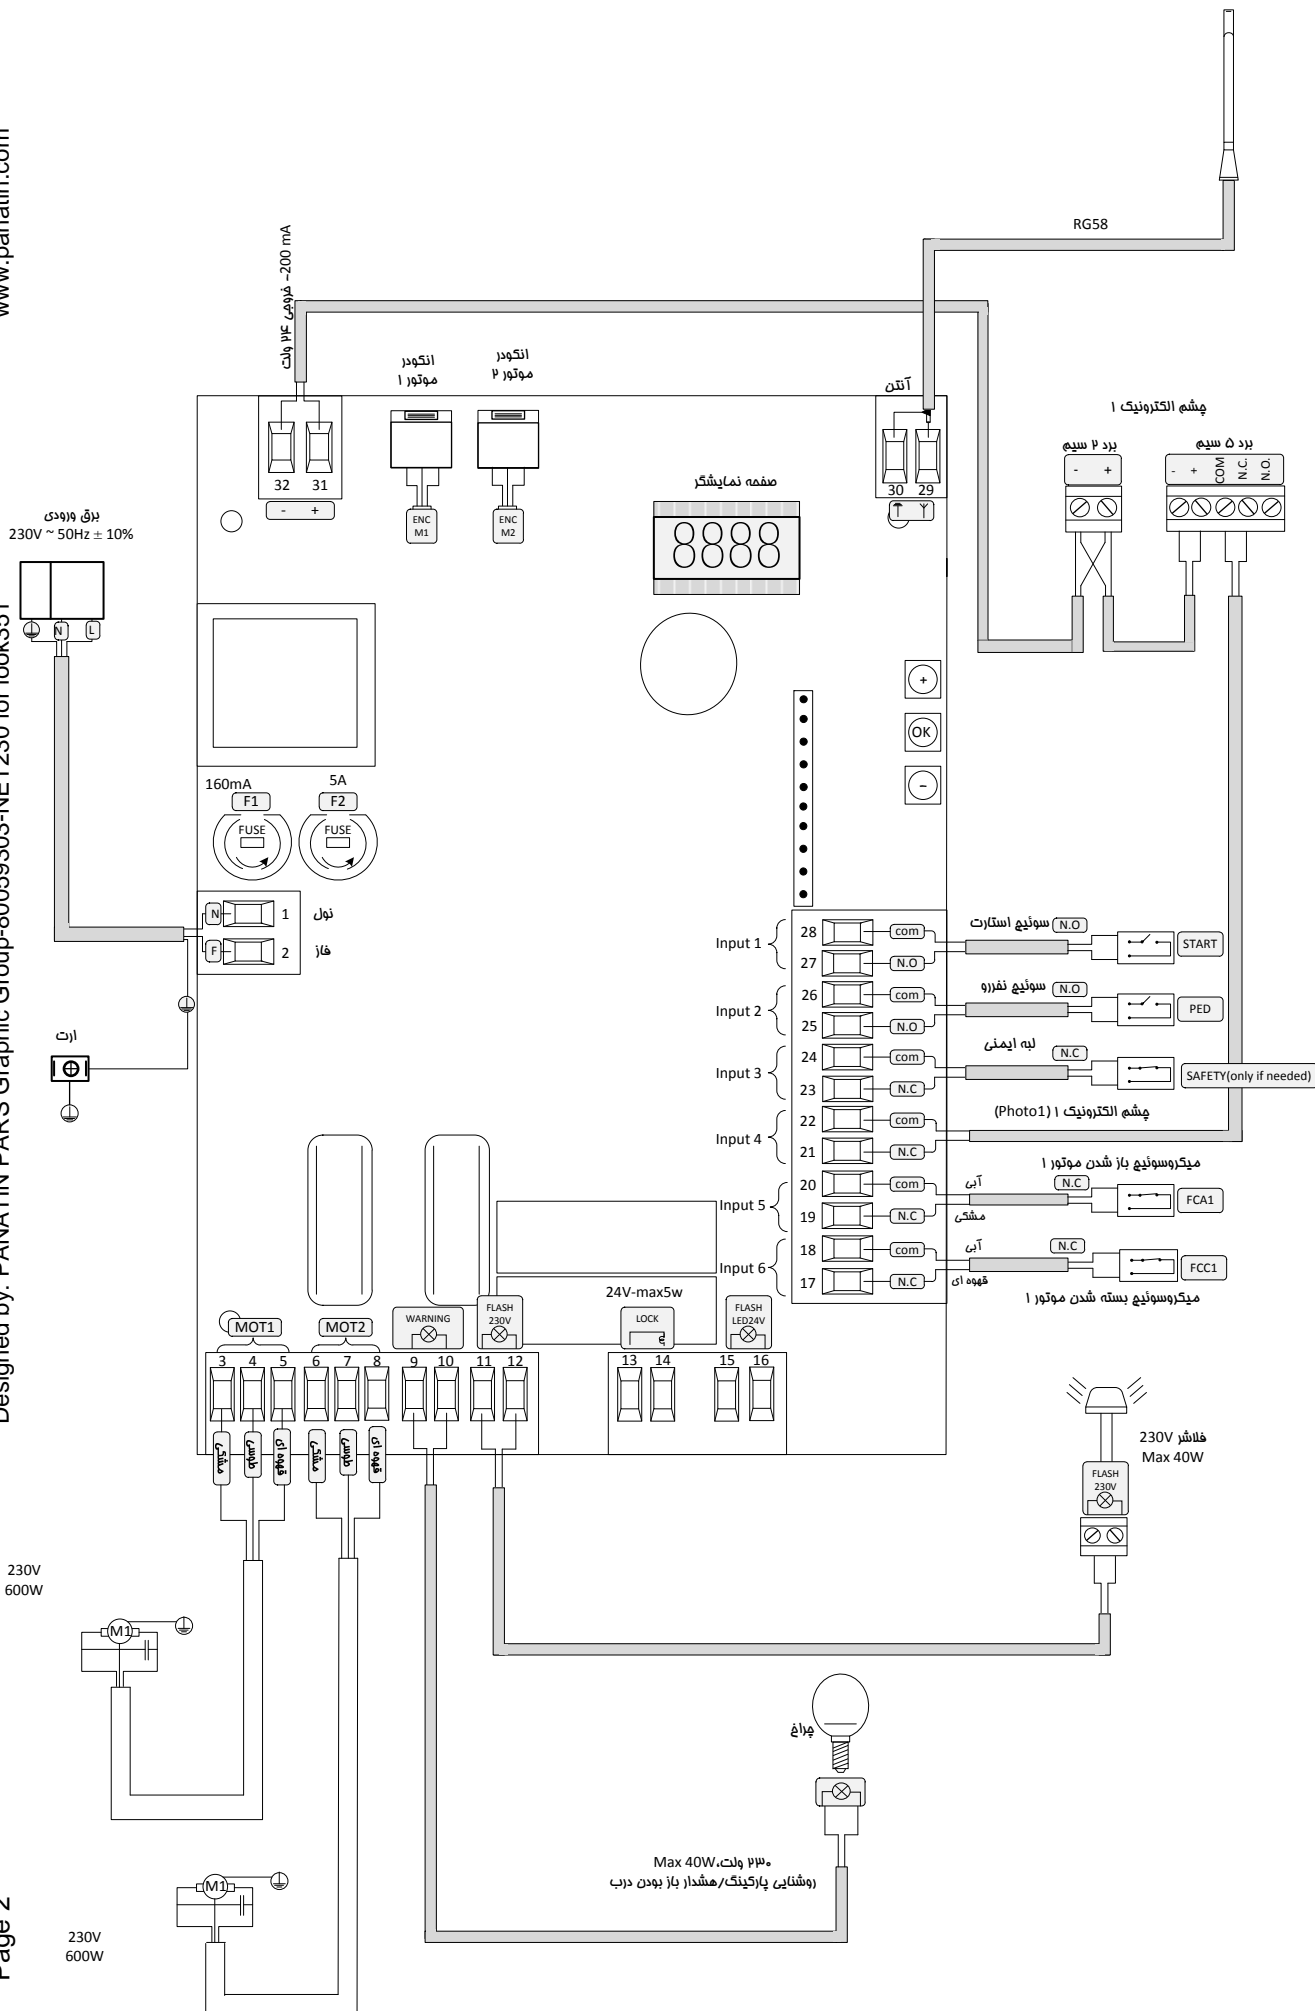 www.panatin.com
Designed by: PANATIN PARS Graphic Group-80059303-NET230 for look351
Page 2
RG58
خروجی ۲۴ ولت ~200 mA
انکودر
موتور ۱
انکودر
موتور ۲
آنتن
چشم الکترونیک ۱
برد ۲ سیم
برد ۵ سیم
- +
- + COM N.C. N.O.
32 31
- +
ENC
M1
ENC
M2
30 29
صفحه نمایشگر
8888
برق ورودی
230V ~ 50Hz ± 10%
N L
+
OK
-
160mA
F1
FUSE
5A
F2
FUSE
N 1 نول
F 2 فاز
ارت
Input 1
28 com
27 N.O
سوئیچ استارت N.O
START
Input 2
26 com
25 N.O
سوئیچ نفررو N.O
PED
Input 3
24 com
23 N.C
لبه ایمنی N.C
SAFETY(only if needed)
Input 4
22 com
21 N.C
چشم الکترونیک ۱ (Photo1)
میکروسوئیچ باز شدن موتور ۱
Input 5
20 com
19 N.C
آبی
مشکی
N.C
FCA1
Input 6
18 com
17 N.C
آبی
قهوه ای
N.C
FCC1
میکروسوئیچ بسته شدن موتور ۱
MOT1
MOT2
WARNING
FLASH
230V
24V-max5w
LOCK
FLASH
LED24V
3 4 5 6 7 8 9 10 11 12 13 14 15 16
مشکی
طوسی
قهوه ای
مشکی
طوسی
قهوه ای
فلاشر 230V
Max 40W
FLASH
230V
230V
600W
M1
چراغ
۲۳۰ ولت،Max 40W
روشنایی پارکینگ/هشدار باز بودن درب
M1
230V
600W